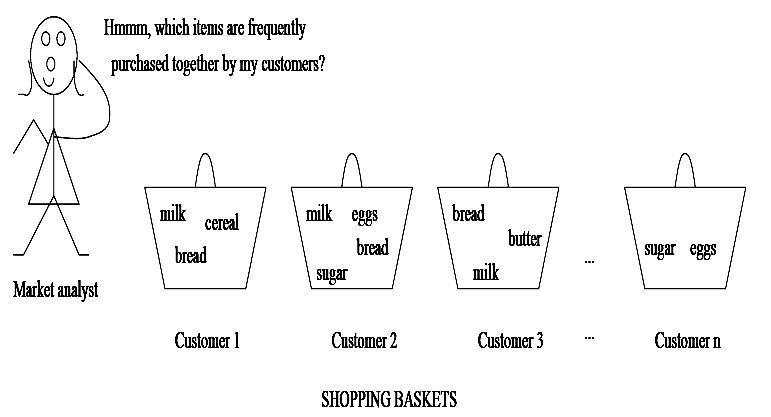 Hmmm, which items are frequently
purchased together by my customers?
milk
cereal
bread
milk eggs
bread
sugar
bread
butter
milk
...
sugar eggs
Market analyst
Customer 1
Customer 2
Customer 3
...
Customer n
SHOPPING BASKETS